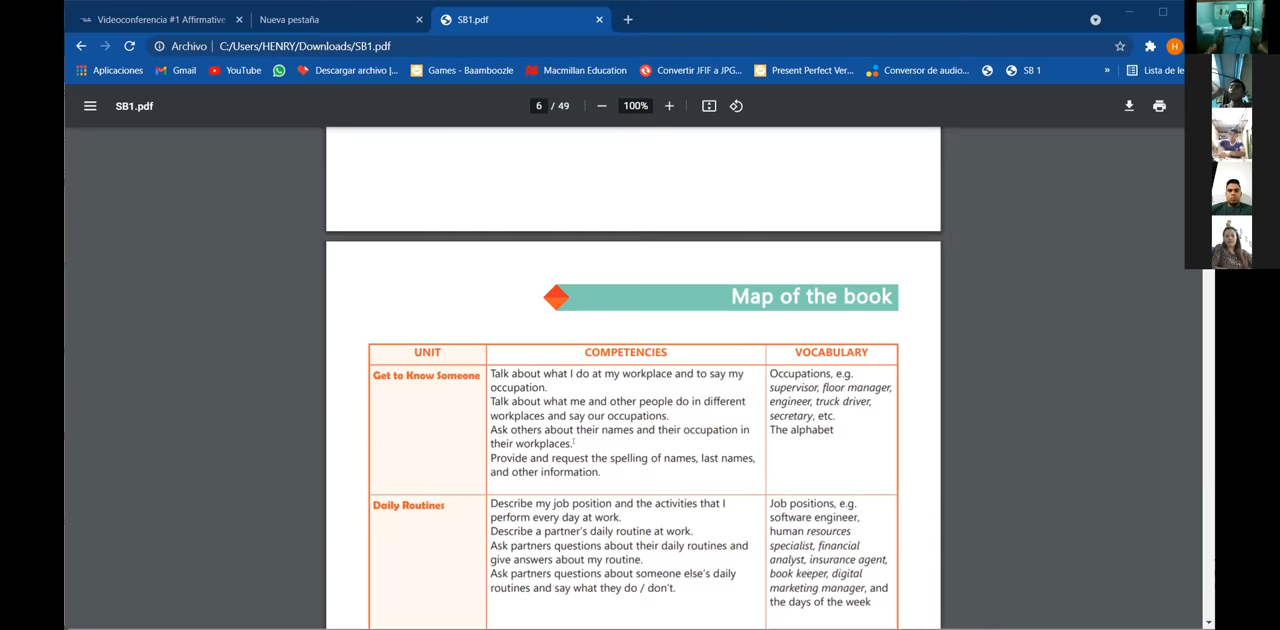 Videoconferencia #1 Affirmative
Nueva pestaña
SB1.pdf
Archivo | C:/Users/HENRY/Downloads/SB1.pdf
H
Aplicaciones
Gmail
YouTube
Descargar archivo |...
Games - Baamboozle
Macmillan Education
Convertir JFIF a JPG...
Present Perfect Ver...
Conversor de audio...
SB 1
»
Lista de le
SB1.pdf
6 / 49
100%
Map of the book
UNIT
COMPETENCIES
VOCABULARY
Get to Know Someone
Talk about what I do at my workplace and to say my
occupation.
Talk about what me and other people do in different
workplaces and say our occupations.
Ask others about their names and their occupation in
their workplaces.
Provide and request the spelling of names, last names,
and other information.
Occupations, e.g.
supervisor, floor manager,
engineer, truck driver,
secretary, etc.
The alphabet
Daily Routines
Describe my job position and the activities that I
perform every day at work.
Describe a partner's daily routine at work.
Ask partners questions about their daily routines and
give answers about my routine.
Ask partners questions about someone else's daily
routines and say what they do / don't.
Job positions, e.g.
software engineer,
human resources
specialist, financial
analyst, insurance agent,
book keeper, digital
marketing manager, and
the days of the week